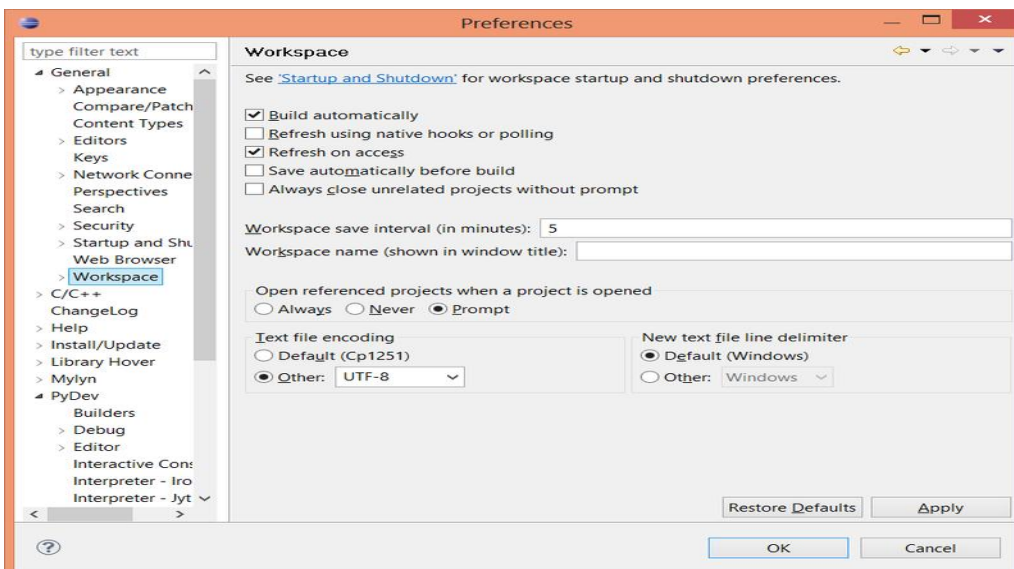 Preferences
type filter text
General
Appearance
Compare/Patch
Content Types
Editors
Keys
Network Conne
Perspectives
Search
Security
Startup and Shu
Web Browser
Workspace
C/C++
ChangeLog
Help
Install/Update
Library Hover
Mylyn
PyDev
Builders
Debug
Editor
Interactive Cons
Interpreter - Iro
Interpreter - Jyt
Workspace
See 'Startup and Shutdown' for workspace startup and shutdown preferences.
Build automatically
Refresh using native hooks or polling
Refresh on access
Save automatically before build
Always close unrelated projects without prompt
Workspace save interval (in minutes): 5
Workspace name (shown in window title):
Open referenced projects when a project is opened
Always Never Prompt
Text file encoding
Default (Cp1251)
Other: UTF-8
New text file line delimiter
Default (Windows)
Other: Windows
Restore Defaults Apply
OK Cancel